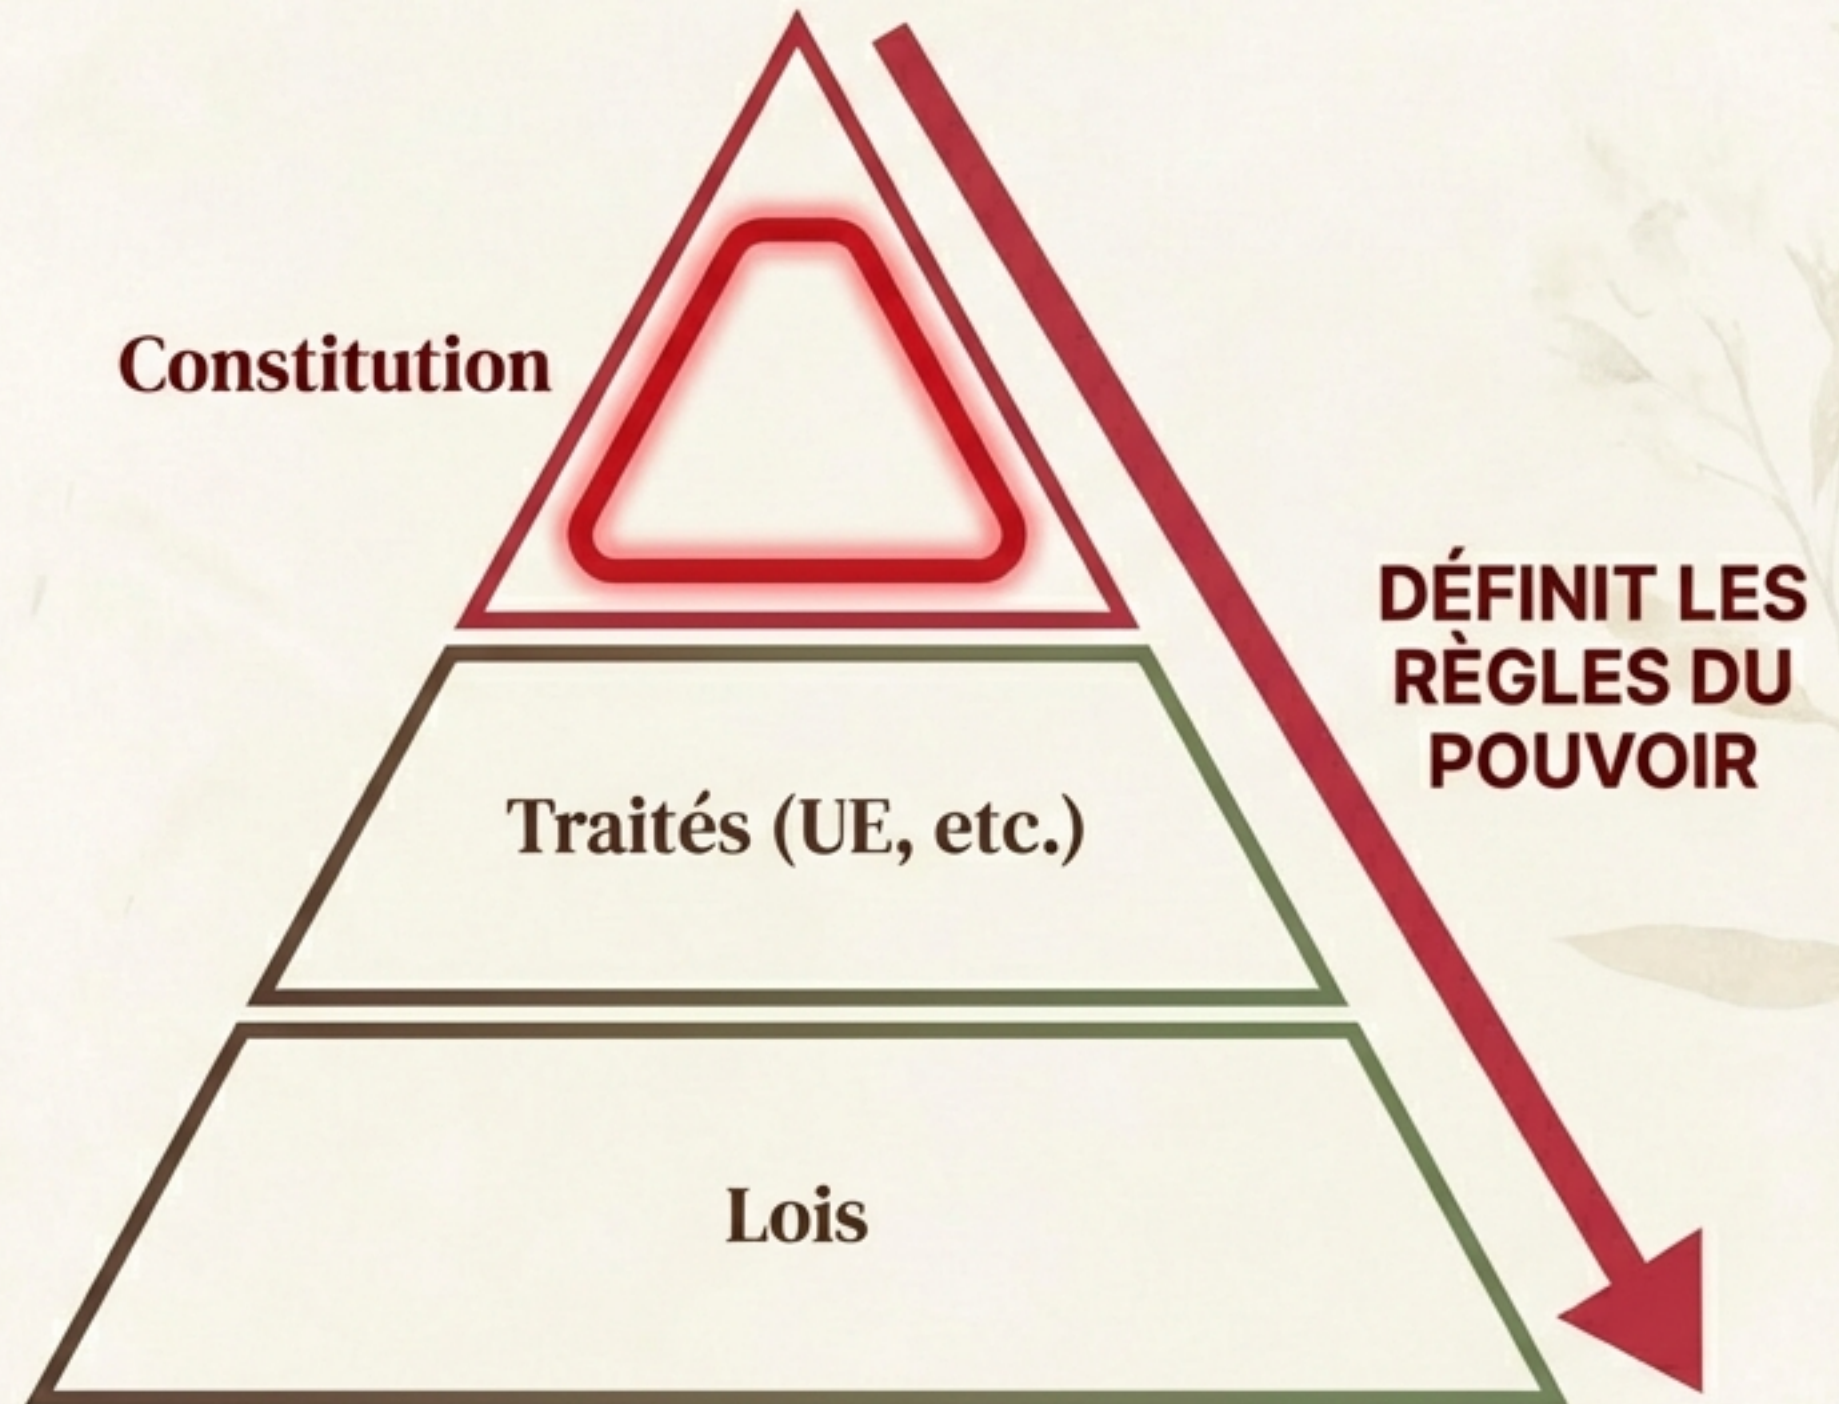 Constitution
DÉFINIT LES
RÈGLES DU
POUVOIR
Traités (UE, etc.)
Lois